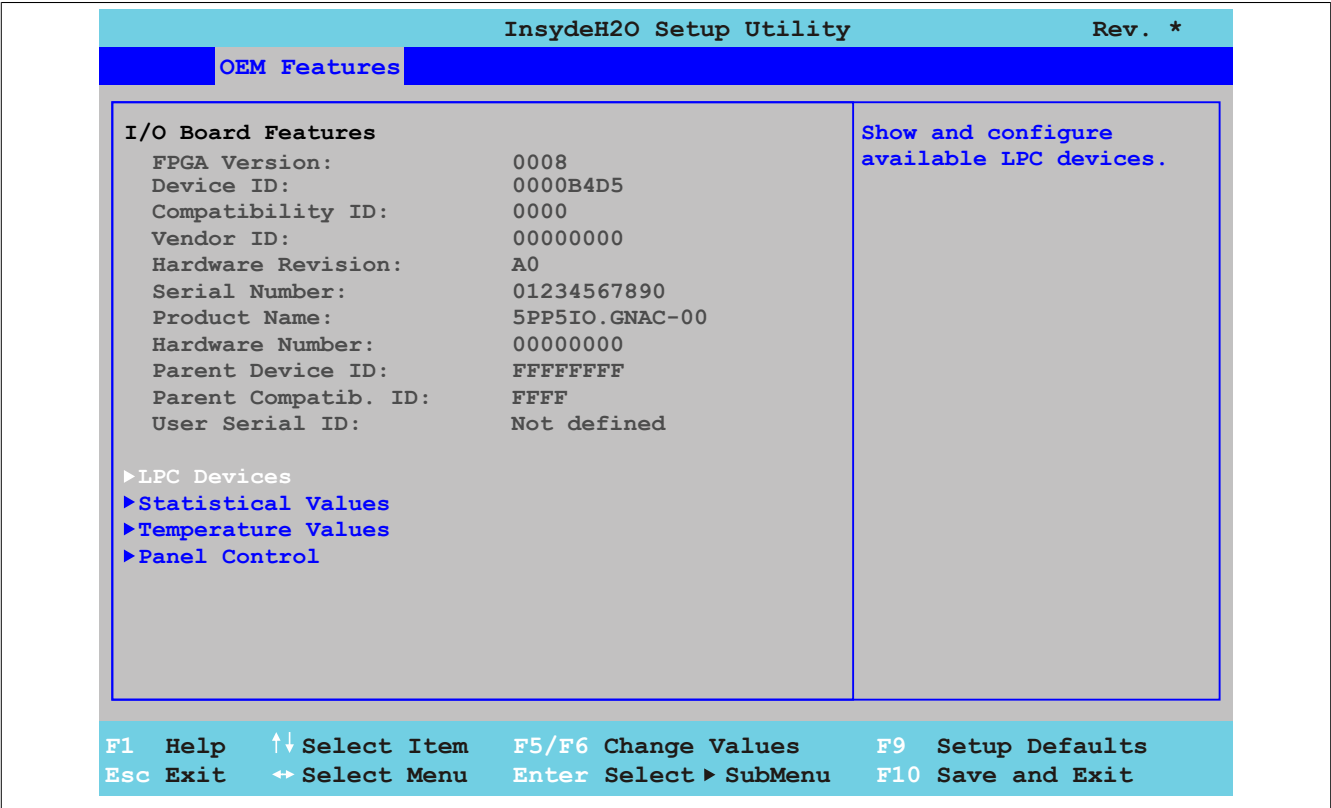 InsydeH2O Setup Utility Rev. *
OEM Features
I/O Board Features
FPGA Version: 0008
Device ID: 0000B4D5
Compatibility ID: 0000
Vendor ID: 00000000
Hardware Revision: A0
Serial Number: 01234567890
Product Name: 5PP5IO.GNAC-00
Hardware Number: 00000000
Parent Device ID: FFFFFFFF
Parent Compatib. ID: FFFF
User Serial ID: Not defined
▶LPC Devices
▶Statistical Values
▶Temperature Values
▶Panel Control
Show and configure
available LPC devices.
F1 Help ↑↓ Select Item F5/F6 Change Values F9 Setup Defaults
Esc Exit ↔ Select Menu Enter Select ▶ SubMenu F10 Save and Exit